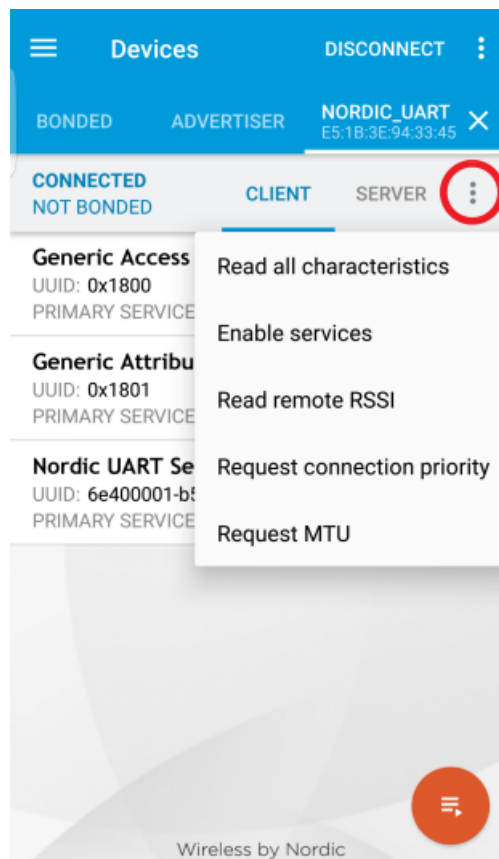 Devices DISCONNECT
BONDED ADVERTISER NORDIC_UART
E5:1B:3E:94:33:45
CONNECTED
NOT BONDED
CLIENT SERVER
Generic Access
UUID: 0x1800
PRIMARY SERVICE
Generic Attribu
UUID: 0x1801
PRIMARY SERVICE
Nordic UART Se
UUID: 6e400001-b5
PRIMARY SERVICE
Read all characteristics
Enable services
Read remote RSSI
Request connection priority
Request MTU
Wireless by Nordic